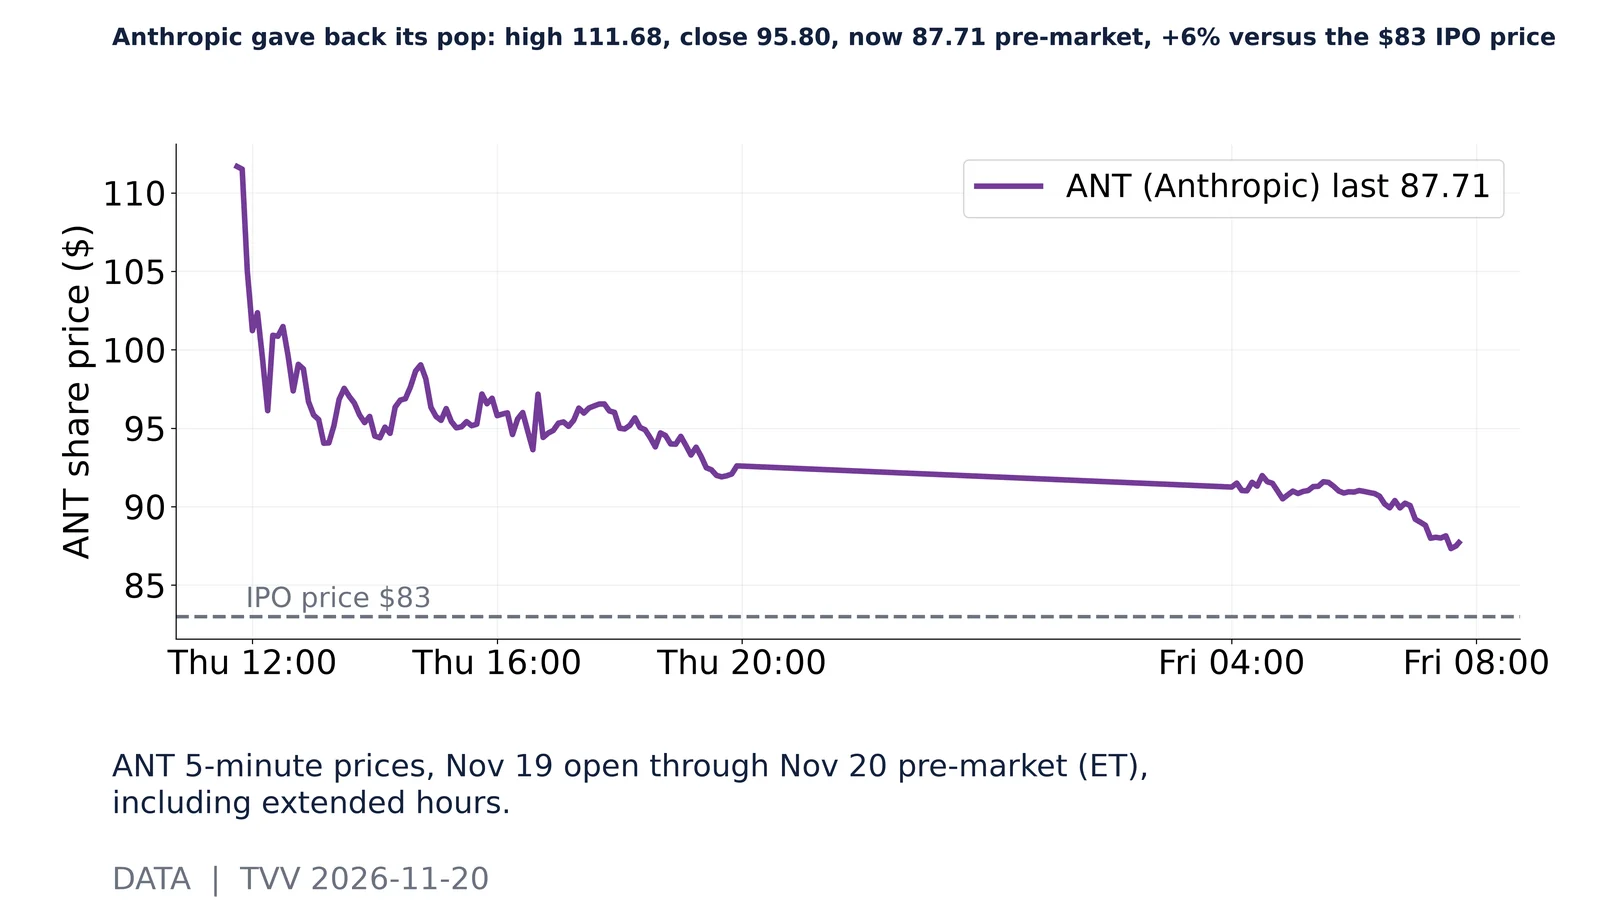 Anthropic gave back its pop: high 111.68, close 95.80, now 87.71 pre-market, +6% versus the $83 IPO price
ANT (Anthropic) last 87.71
ANT share price ($)
110
105
100
95
90
85
IPO price $83
Thu 12:00
Thu 16:00
Thu 20:00
Fri 04:00
Fri 08:00
ANT 5-minute prices, Nov 19 open through Nov 20 pre-market (ET),
including extended hours.
DATA | TVV 2026-11-20